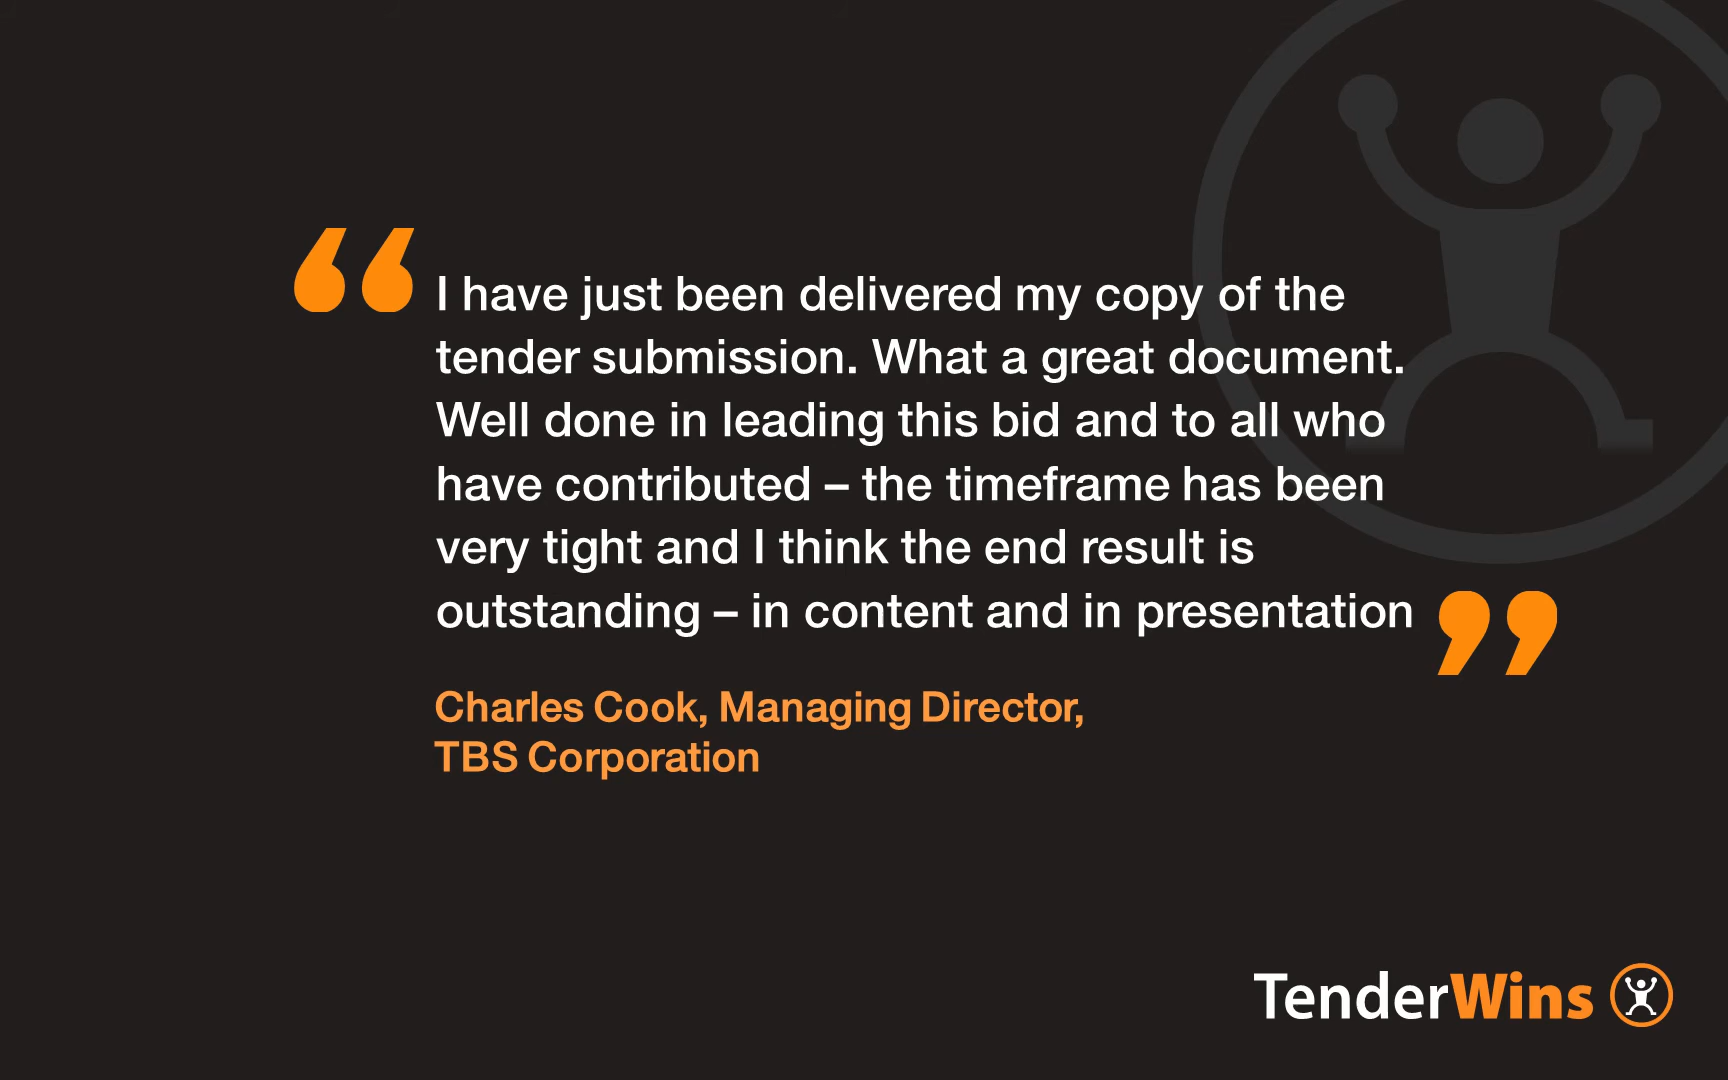 “I have just been delivered my copy of the
tender submission. What a great document.
Well done in leading this bid and to all who
have contributed – the timeframe has been
very tight and I think the end result is
outstanding – in content and in presentation”
Charles Cook, Managing Director,
TBS Corporation
TenderWins